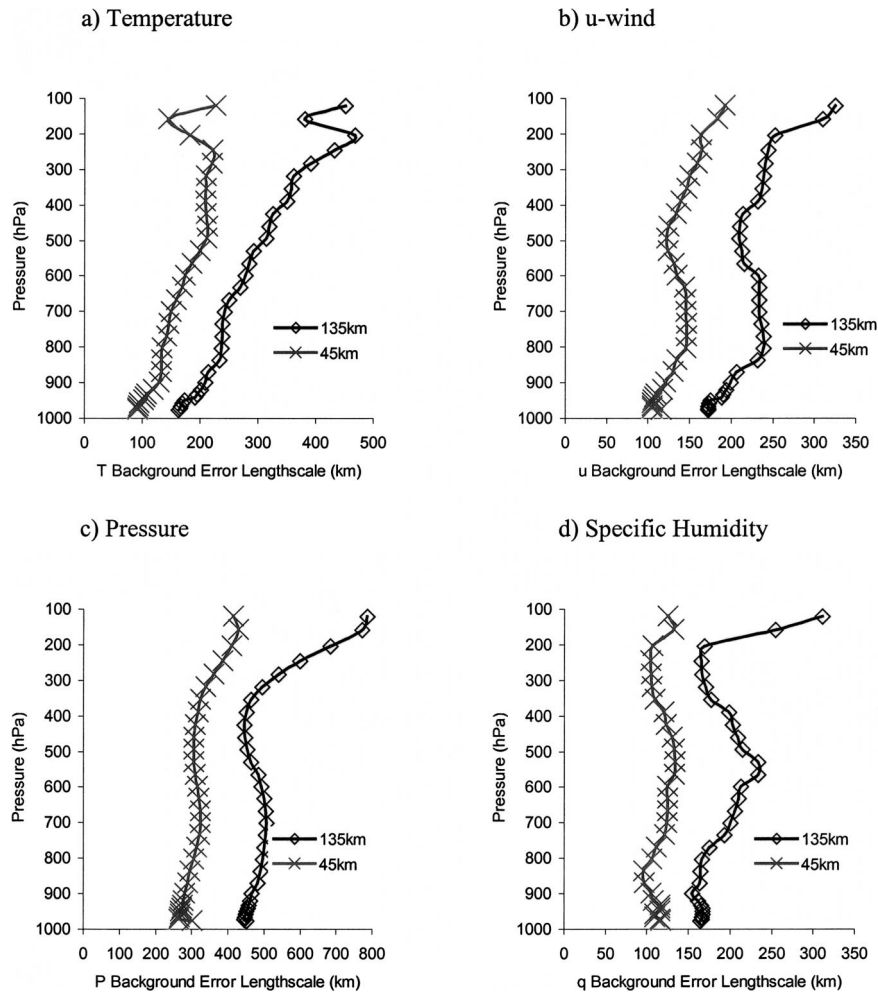 a) Temperature
100
200
300
400
500
600
700
800
900
1000
Pressure (hPa)
135km
45km
0 100 200 300 400 500
T Background Error Lengthscale (km)
b) u-wind
100
200
300
400
500
600
700
800
900
1000
Pressure (hPa)
135km
45km
0 50 100 150 200 250 300 350
u Background Error Lengthscale (km)
c) Pressure
100
200
300
400
500
600
700
800
900
1000
Pressure (hPa)
135km
45km
0 100 200 300 400 500 600 700 800
P Background Error Lengthscale (km)
d) Specific Humidity
100
200
300
400
500
600
700
800
900
1000
Pressure (hPa)
135km
45km
0 50 100 150 200 250 300 350
q Background Error Lengthscale (km)